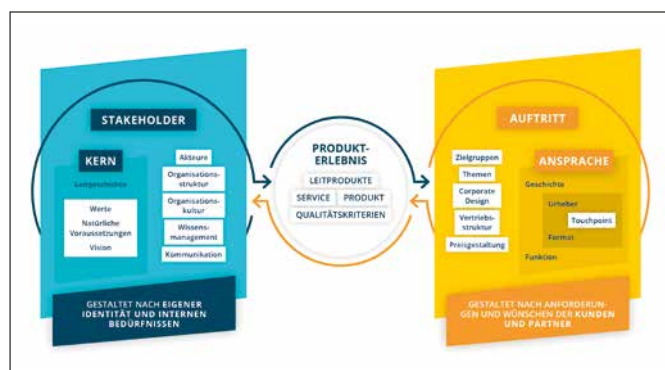 STAKEHOLDER
KERN
Leitgeschichte
Werte
Natürliche
Voraussetzungen
Vision
Akteure
Organisations-
struktur
Organisations-
kultur
Wissens-
management
Kommunikation
GESTALTET NACH EIGENER
IDENTITÄT UND INTERNEN
BEDÜRFNISSEN
PRODUKT-
ERLEBNIS
LEITPRODUKTE
SERVICE
PRODUKT
QUALITÄTSKRITERIEN
AUFTRITT
Zielgruppen
Themen
Corporate
Design
Vertriebs-
struktur
Preisgestaltung
ANSPRACHE
Geschichte
Urheber
Touchpoint
Format
Funktion
GESTALTET NACH ANFORDERUN-
GEN UND WÜNSCHEN DER KUNDEN
UND PARTNER